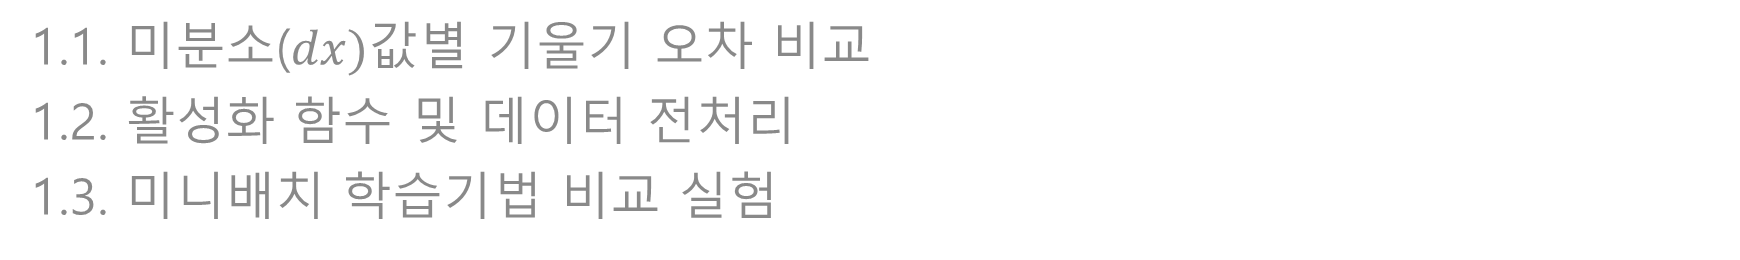 1.1. 미분소(dx)값별 기울기 오차 비교
1.2. 활성화 함수 및 데이터 전처리
1.3. 미니배치 학습기법 비교 실험